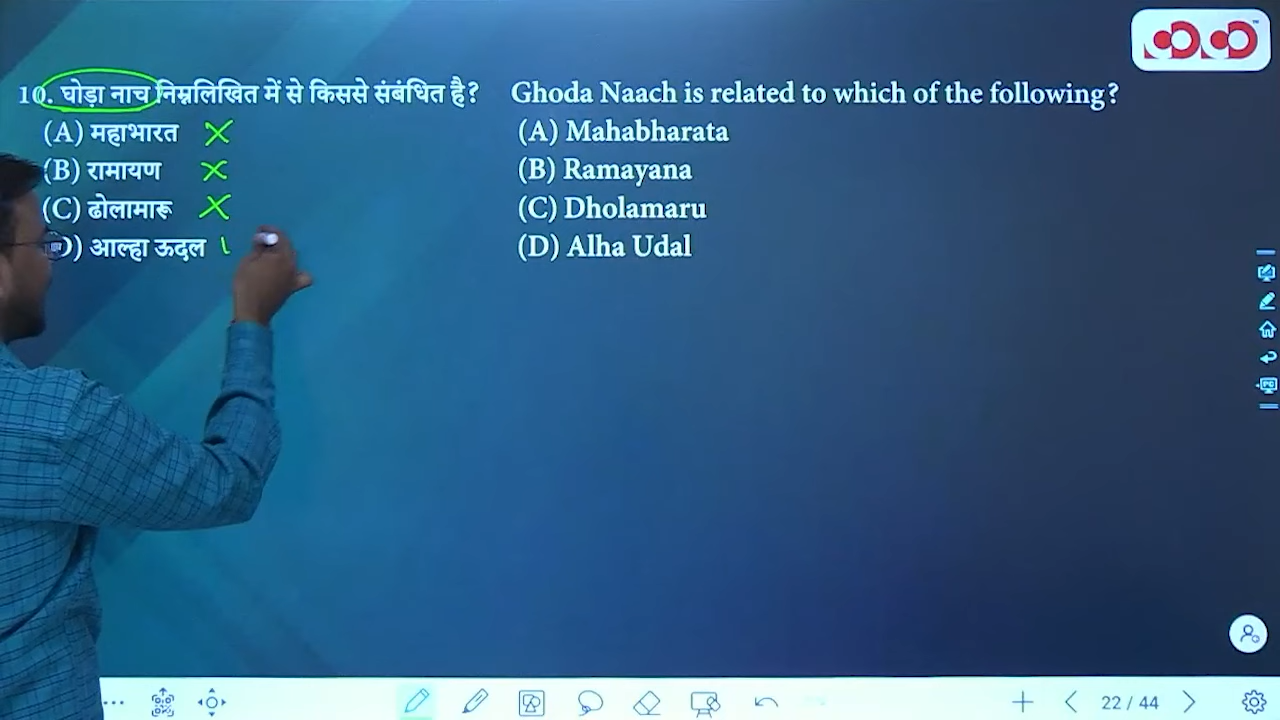 10. घोड़ा नाच निम्नलिखित में से किससे संबंधित है?
(A) महाभारत
(B) रामायण
(C) ढोलामारू
D) आल्हा ऊदल
Ghoda Naach is related to which of the following?
(A) Mahabharata
(B) Ramayana
(C) Dholamaru
(D) Alha Udal
PC
22 / 44